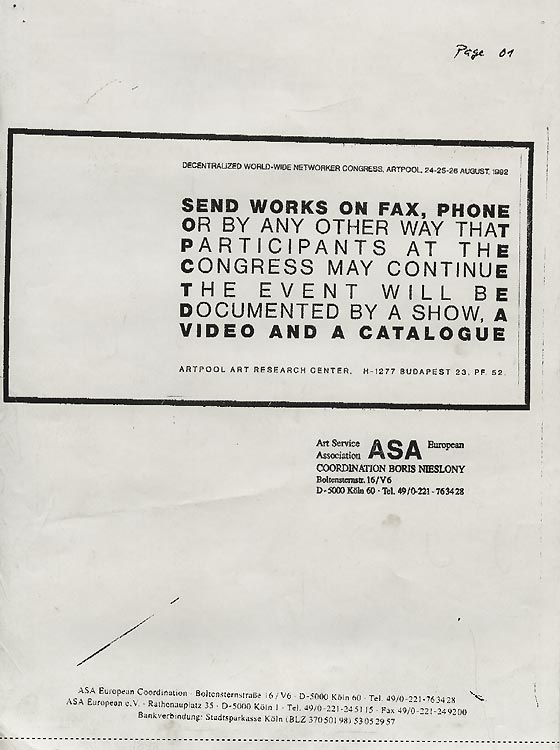 Page 01
DECENTRALIZED WORLD-WIDE NETWORKER CONGRESS, ARTPOOL, 24-25-26 AUGUST, 1992
SEND WORKS ON FAX, PHONE
OR BY ANY OTHER WAY THAT
PARTICIPANTS AT THE
CONGRESS MAY CONTINUE
THE EVENT WILL BE
DOCUMENTED BY A SHOW, A
VIDEO AND A CATALOGUE
ARTPOOL ART RESEARCH CENTER. H-1277 BUDAPEST 23. PF. 52.
Art Service Association ASA European
COORDINATION BORIS NIESLONY
Boltensternstr. 16/V6
D-5000 Köln 60 · Tel. 49/0-221-763428
ASA European Coordination · Boltensternstraße 16/V6 · D-5000 Köln 60 · Tel. 49/0-221-763428
ASA European e.V. · Rathenauplatz 35 · D-5000 Köln 1 · Tel. 49/0-221-245115 · Fax 49/0-221-249200
Bankverbindung: Stadtsparkasse Köln (BLZ 37050198) 53052957